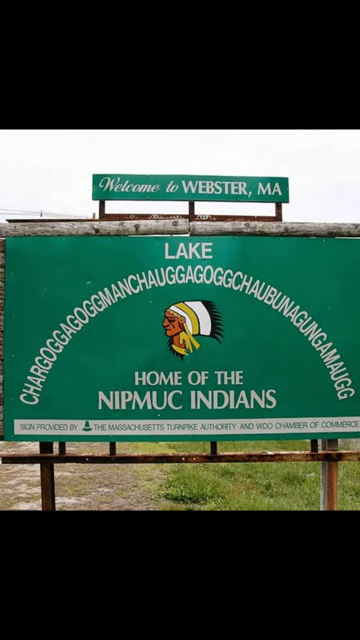 Welcome to WEBSTER, MA
LAKE
CHARGOGGAGOGGMANCHAUGGAGOGGCHAUBUNAGUNGAMAUGG
HOME OF THE
NIPMUC INDIANS
SIGN PROVIDED BY THE MASSACHUSETTS TURNPIKE AUTHORITY AND WDO CHAMBER OF COMMERCE